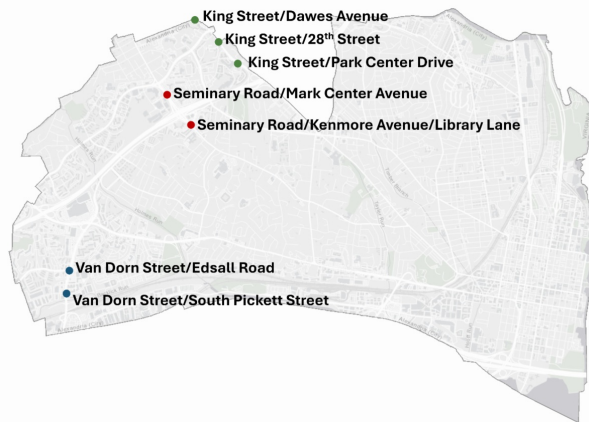 King Street/Dawes Avenue
King Street/28th Street
King Street/Park Center Drive
Seminary Road/Mark Center Avenue
Seminary Road/Kenmore Avenue/Library Lane
Van Dorn Street/Edsall Road
Van Dorn Street/South Pickett Street